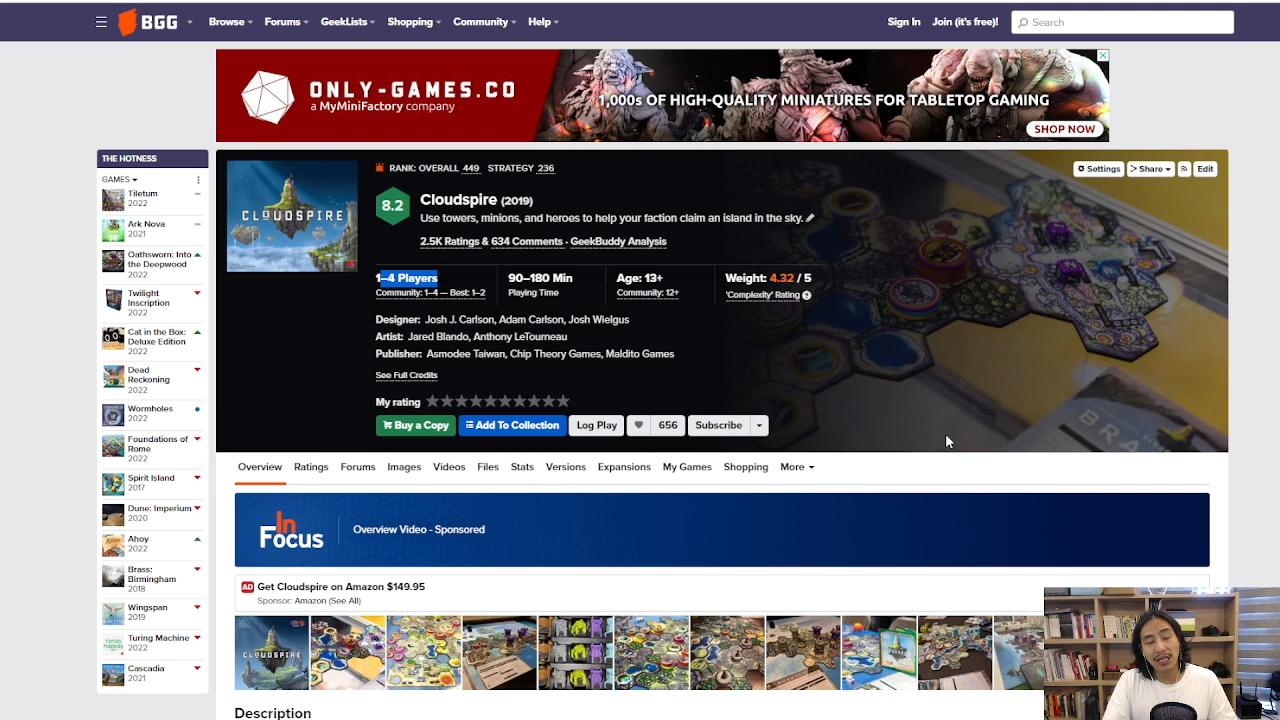 BGG
Browse
Forums
GeekLists
Shopping
Community
Help
Sign In
Join (it's free)!
Search
ONLY-GAMES.CO
a MyMiniFactory company
1,000s OF HIGH-QUALITY MINIATURES FOR TABLETOP GAMING
SHOP NOW
THE HOTNESS
GAMES
Tiletum
2022
Ark Nova
2021
Oathsworn: Into
the Deepwood
2022
Twilight
Inscription
2022
Cat in the Box:
Deluxe Edition
2022
Dead
Reckoning
2022
Wormholes
2022
Foundations of
Rome
2022
Spirit Island
2017
Dune: Imperium
2020
Ahoy
2022
Brass:
Birmingham
2018
Wingspan
2019
Turing Machine
2022
Cascadia
2021
CLOUDSPIRE
RANK: OVERALL 449 STRATEGY 236
Settings
Share
Edit
8.2
Cloudspire (2019)
Use towers, minions, and heroes to help your faction claim an island in the sky.
2.5K Ratings & 634 Comments · GeekBuddy Analysis
1–4 Players
Community: 1–4 — Best: 1–2
90–180 Min
Playing Time
Age: 13+
Community: 12+
Weight: 4.32 / 5
'Complexity' Rating
Designer: Josh J. Carlson, Adam Carlson, Josh Wielgus
Artist: Jared Blando, Anthony LeTourneau
Publisher: Asmodee Taiwan, Chip Theory Games, Maldito Games
See Full Credits
My rating
Buy a Copy
Add To Collection
Log Play
656
Subscribe
Overview
Ratings
Forums
Images
Videos
Files
Stats
Versions
Expansions
My Games
Shopping
More
In
Focus
Overview Video - Sponsored
AD Get Cloudspire on Amazon $149.95
Sponsor: Amazon (See All)
CLOUDSPIRE
Description